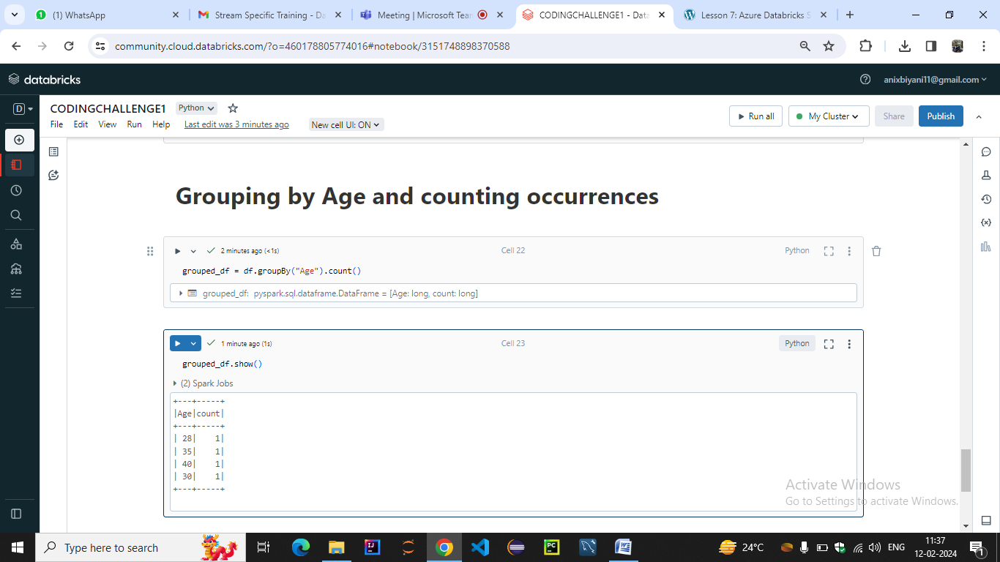 (1) WhatsApp
Stream Specific Training - Da
Meeting | Microsoft Tea
CODINGCHALLENGE1 - Data
Lesson 7: Azure Databricks S
community.cloud.databricks.com/?o=460178805774016#notebook/3151748898370588
databricks
anixbiyani11@gmail.com
D
CODINGCHALLENGE1
Python
File Edit View Run Help Last edit was 3 minutes ago New cell UI: ON
Run all
My Cluster
Share
Publish
Grouping by Age and counting occurrences
2 minutes ago (<1s)
Cell 22
Python
grouped_df = df.groupBy("Age").count()
grouped_df: pyspark.sql.dataframe.DataFrame = [Age: long, count: long]
1 minute ago (1s)
Cell 23
Python
grouped_df.show()
(2) Spark Jobs
+---+-----+
|Age|count|
+---+-----+
| 28|    1|
| 35|    1|
| 40|    1|
| 30|    1|
+---+-----+
Activate Windows
Go to Settings to activate Windows.
Type here to search
24°C
ENG
11:37
12-02-2024
1